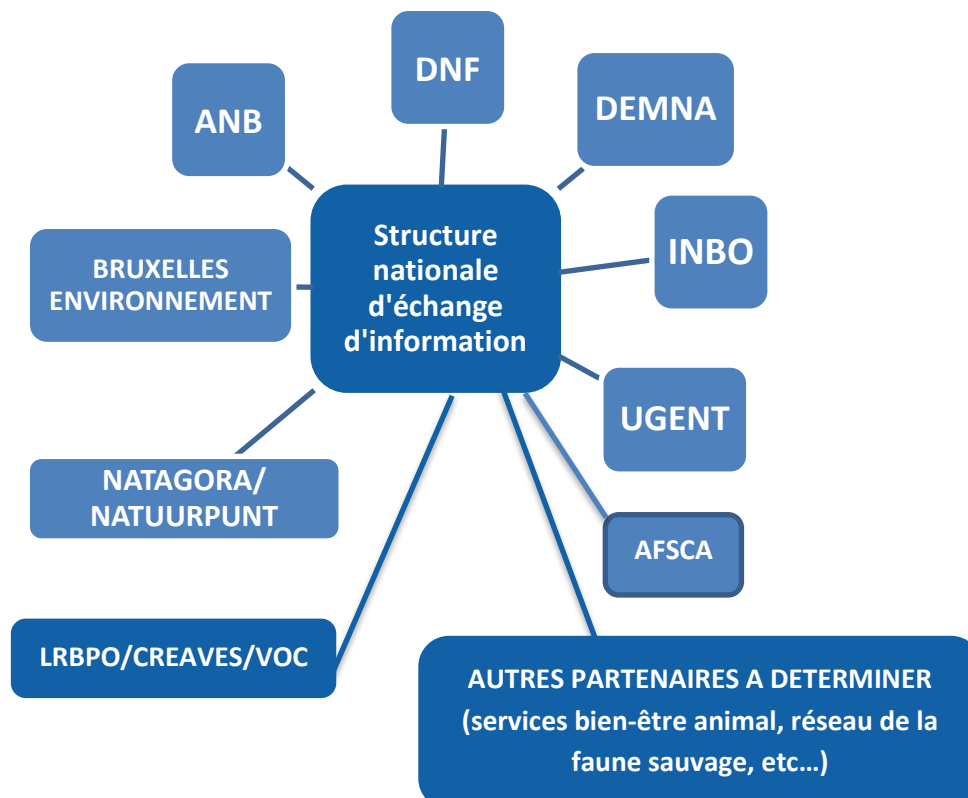 DNF
ANB
DEMNA
Structure
nationale
d'échange
d'information
INBO
BRUXELLES
ENVIRONNEMENT
UGENT
NATAGORA/
NATUURPUNT
AFSCA
LRBPO/CREAVES/VOC
AUTRES PARTENAIRES A DETERMINER
(services bien-être animal, réseau de la
faune sauvage, etc...)